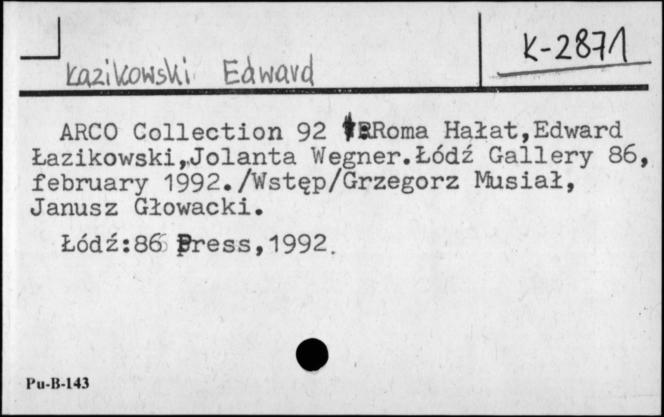 K-2871
Łazikowski Edward
ARCO Collection 92 Roma Hałat,Edward
Łazikowski,Jolanta Wegner.Łódź Gallery 86,
february 1992./Wstęp/Grzegorz Musiał,
Janusz Głowacki.
Łódź:86 Press,1992.
Pu-B-143